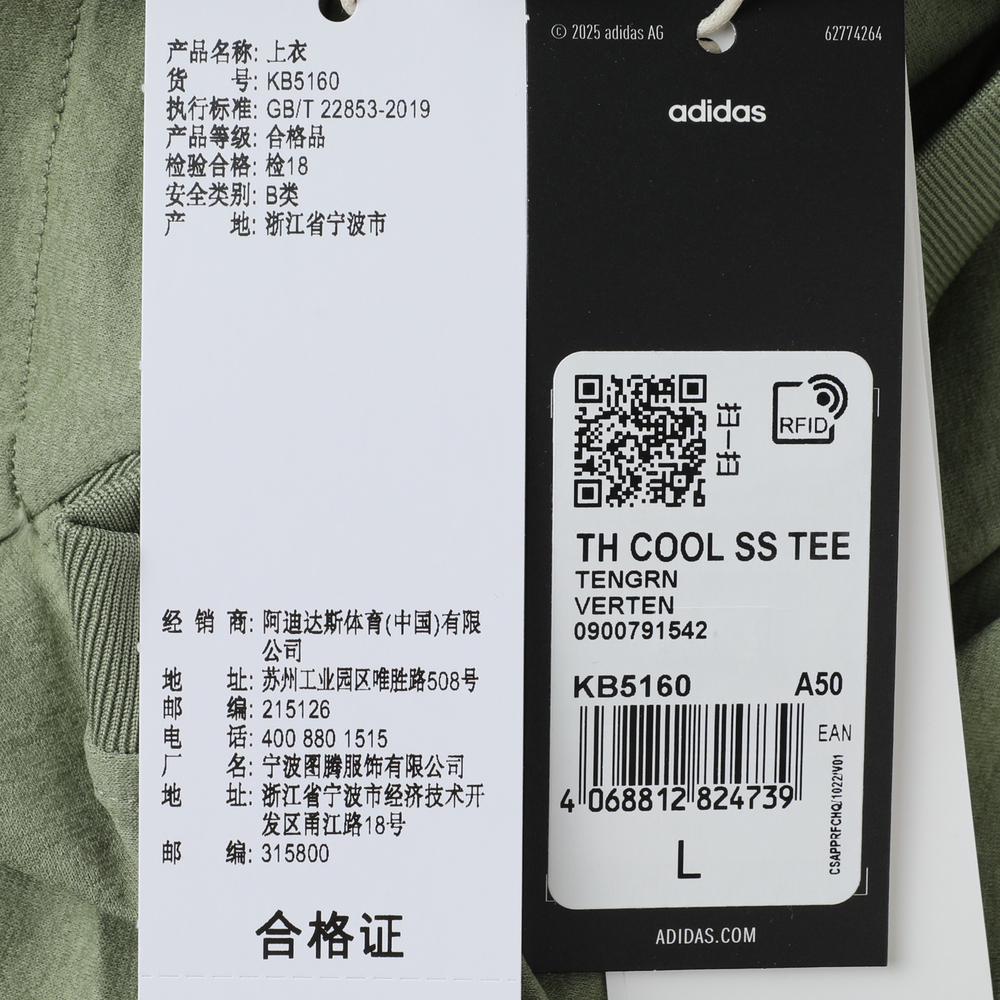 产品名称: 上衣
货 号: KB5160
执行标准: GB/T 22853-2019
产品等级: 合格品
检验合格: 检18
安全类别: B类
产 地: 浙江省宁波市
经 销 商: 阿迪达斯体育(中国)有限
公司
地 址: 苏州工业园区唯胜路508号
邮 编: 215126
电 话: 400 880 1515
厂 名: 宁波图腾服饰有限公司
地 址: 浙江省宁波市经济技术开
发区甬江路18号
邮 编: 315800
合格证
© 2025 adidas AG 62774264
adidas
扫一扫
RFID
TH COOL SS TEE
TENGRN
VERTEN
0900791542
KB5160 A50
EAN
4 068812 824739
CSAPPRFCHQ/1022/V01
L
ADIDAS.COM